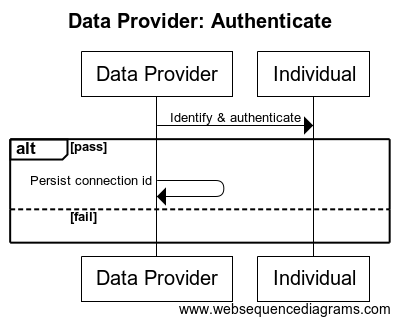 Data Provider: Authenticate
Data Provider
Individual
Identify & authenticate
alt
[pass]
Persist connection id
[fail]
Data Provider
Individual
www.websequencediagrams.com